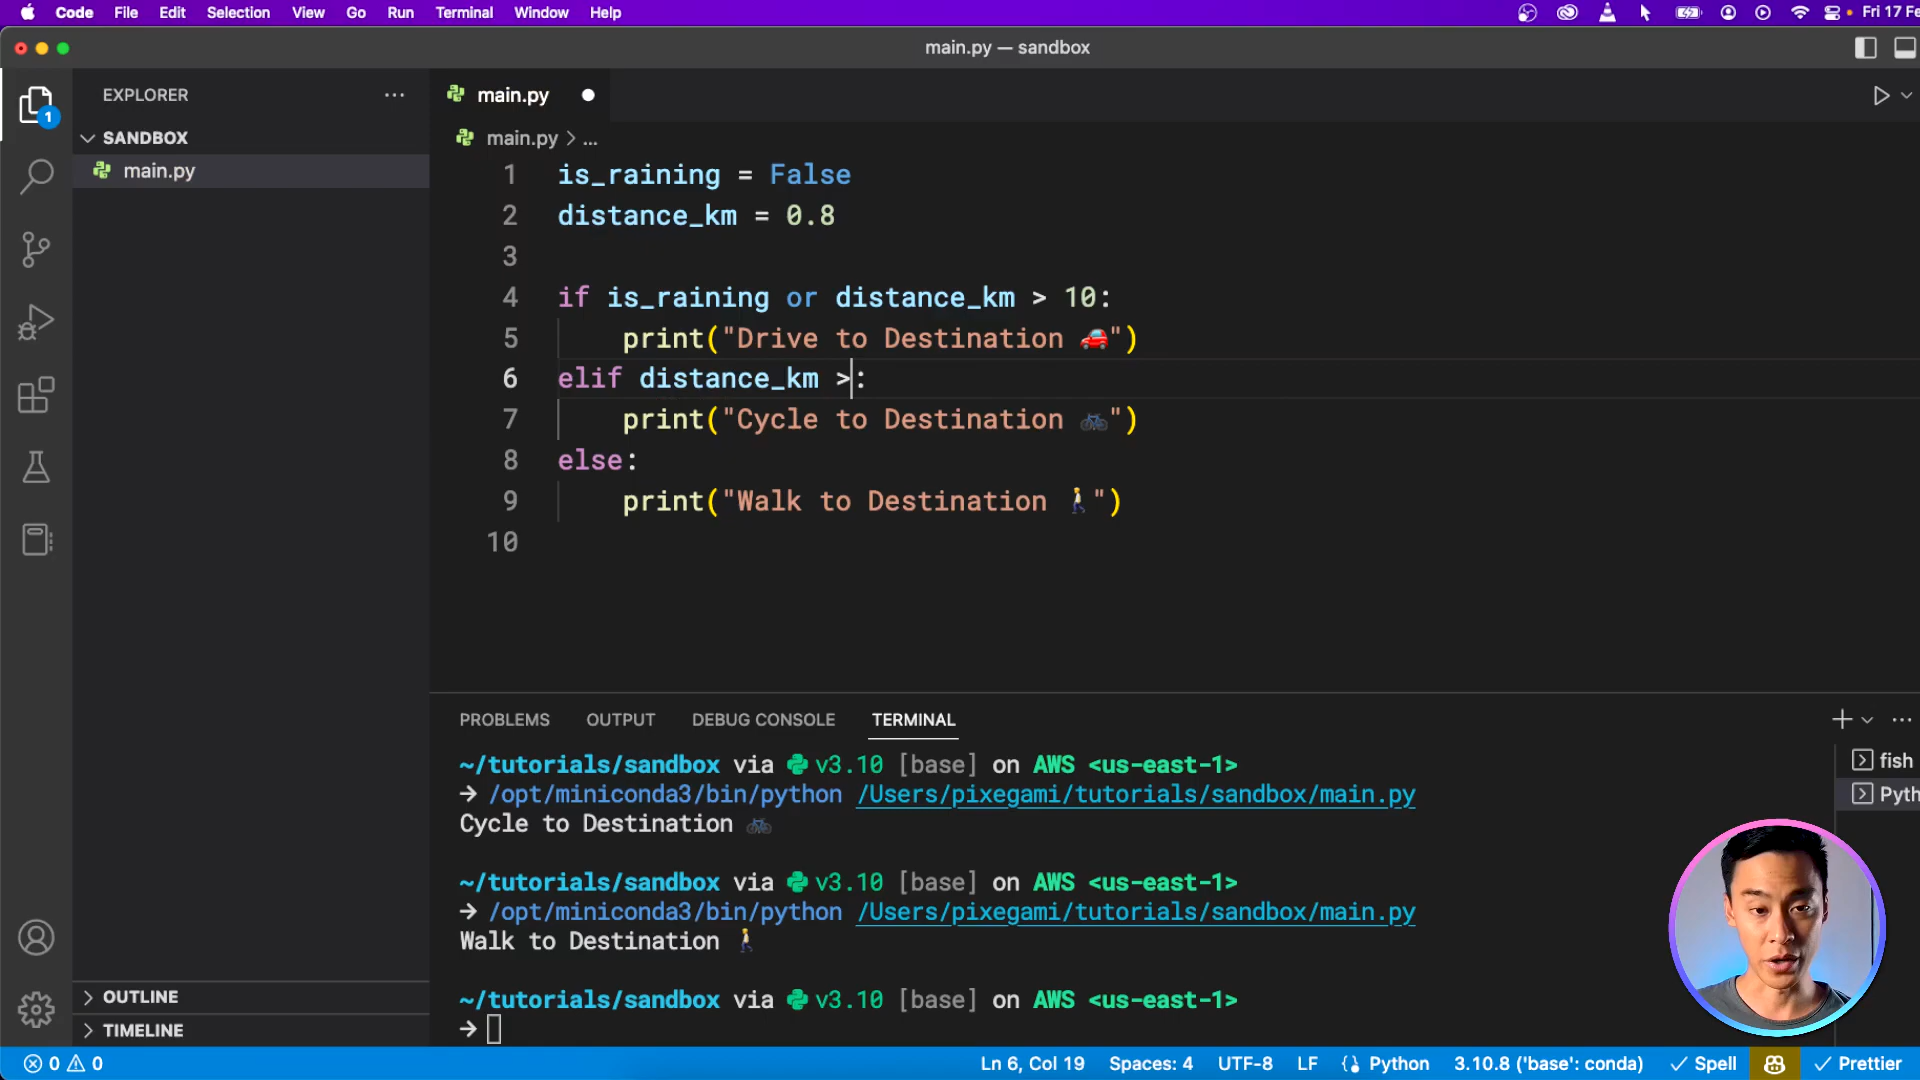 Code File Edit Selection View Go Run Terminal Window Help Fri 17 Fe
main.py — sandbox
EXPLORER
SANDBOX
main.py
1
main.py
main.py > ...
1 is_raining = False
2 distance_km = 0.8
3
4 if is_raining or distance_km > 10:
5 print("Drive to Destination 🚗")
6 elif distance_km >:
7 print("Cycle to Destination 🚲")
8 else:
9 print("Walk to Destination 🚶")
10
PROBLEMS OUTPUT DEBUG CONSOLE TERMINAL
~/tutorials/sandbox via v3.10 [base] on AWS <us-east-1>
→ /opt/miniconda3/bin/python /Users/pixegami/tutorials/sandbox/main.py
Cycle to Destination 🚲
~/tutorials/sandbox via v3.10 [base] on AWS <us-east-1>
→ /opt/miniconda3/bin/python /Users/pixegami/tutorials/sandbox/main.py
Walk to Destination 🚶
~/tutorials/sandbox via v3.10 [base] on AWS <us-east-1>
→
fish
Pyth
OUTLINE
TIMELINE
0 0 Ln 6, Col 19 Spaces: 4 UTF-8 LF Python 3.10.8 ('base': conda) Spell Prettier